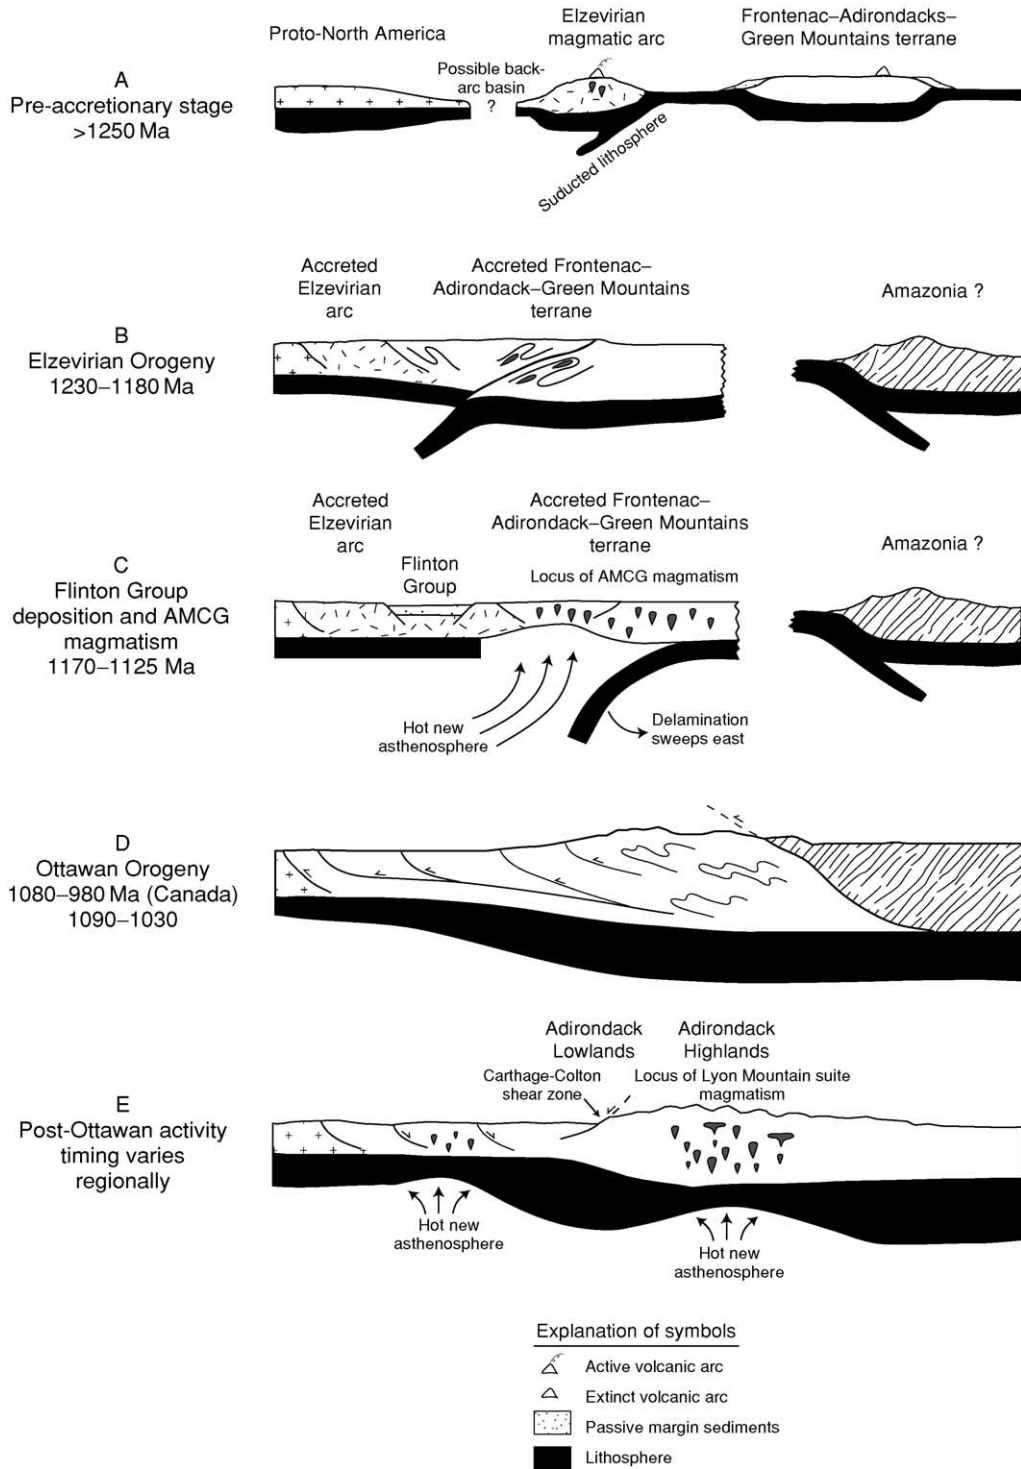 Proto-North America
Elzevirian
magmatic arc
Frontenac–Adirondacks–
Green Mountains terrane
A
Pre-accretionary stage
>1250 Ma
Possible back-
arc basin
?
Suducted lithosphere
Accreted
Elzevirian
arc
Accreted Frontenac–
Adirondack–Green Mountains
terrane
Amazonia ?
B
Elzevirian Orogeny
1230–1180 Ma
Accreted
Elzevirian
arc
Accreted Frontenac–
Adirondack–Green Mountains
terrane
Amazonia ?
Flinton
Group
Locus of AMCG magmatism
C
Flinton Group
deposition and AMCG
magmatism
1170–1125 Ma
Hot new
asthenosphere
Delamination
sweeps east
D
Ottawan Orogeny
1080–980 Ma (Canada)
1090–1030
Adirondack
Lowlands
Adirondack
Highlands
Carthage-Colton
shear zone
Locus of Lyon Mountain suite
magmatism
E
Post-Ottawan activity
timing varies
regionally
Hot new
asthenosphere
Hot new
asthenosphere
Explanation of symbols
Active volcanic arc
Extinct volcanic arc
Passive margin sediments
Lithosphere